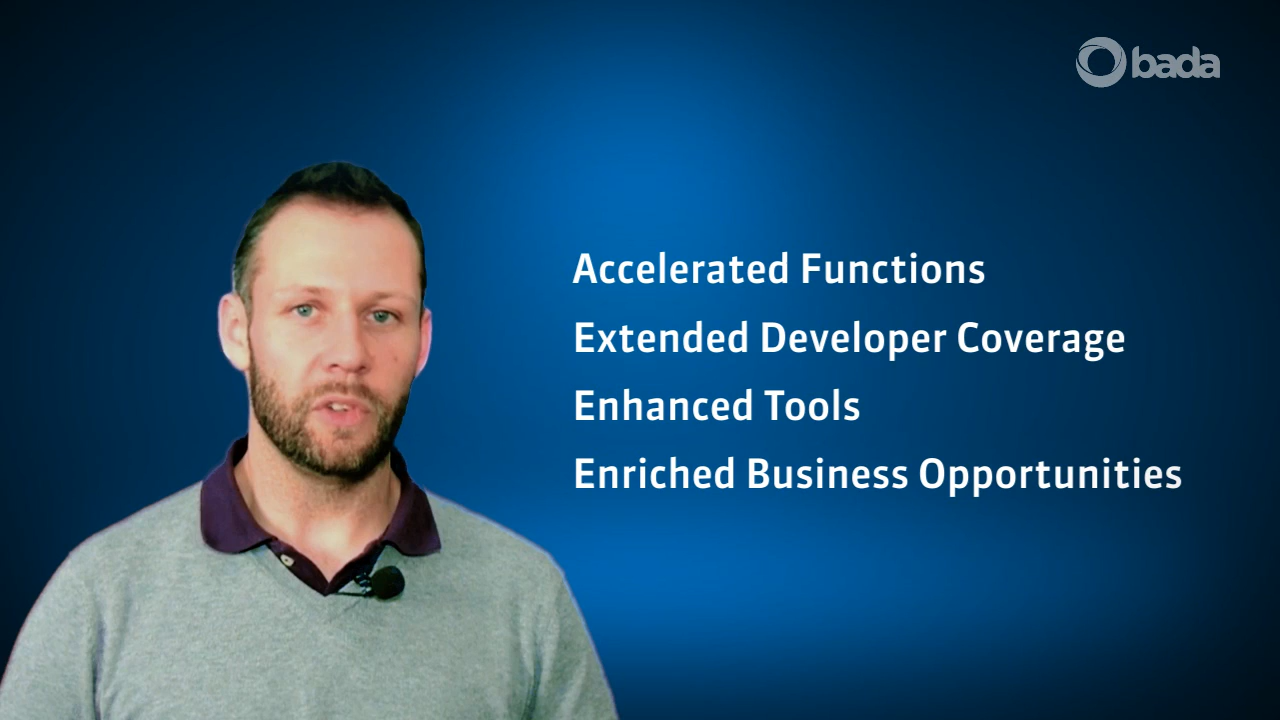 bada
Accelerated Functions
Extended Developer Coverage
Enhanced Tools
Enriched Business Opportunities